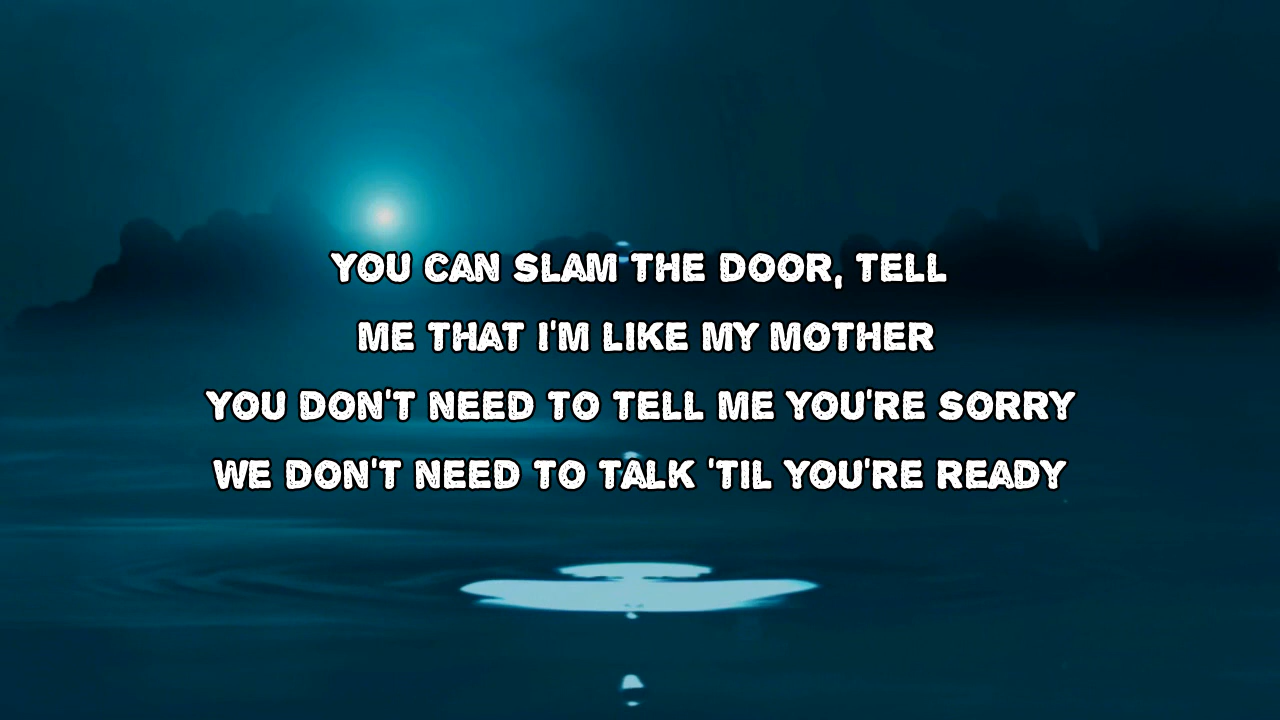 YOU CAN SLAM THE DOOR, TELL
ME THAT I'M LIKE MY MOTHER
YOU DON'T NEED TO TELL ME YOU'RE SORRY
WE DON'T NEED TO TALK 'TIL YOU'RE READY